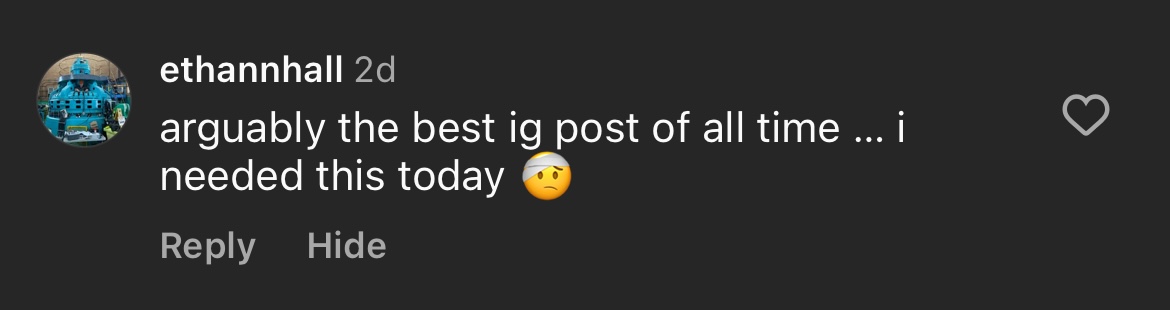 ethannhall 2d
arguably the best ig post of all time ... i
needed this today 🤕
Reply Hide